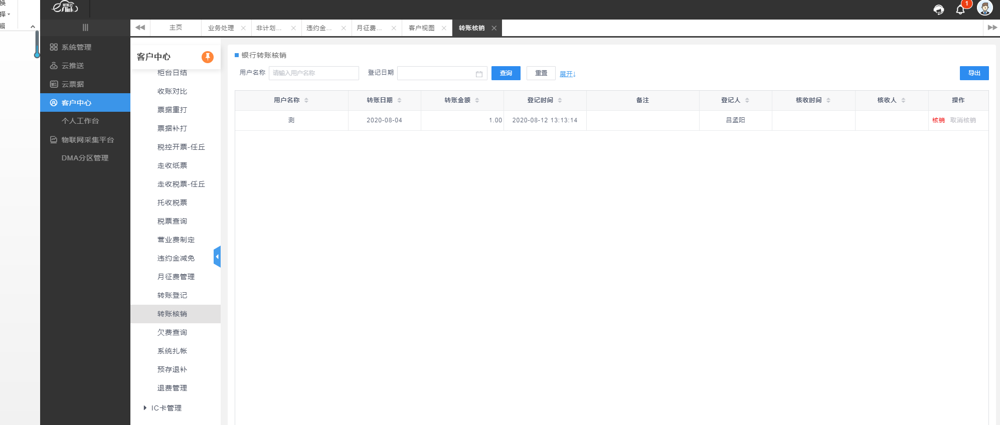 换
择
辑
易联云
eslink
1
主页
业务处理
非计划...
违约金...
月征费...
客户视图
转账核销
系统管理
云推送
云票据
客户中心
个人工作台
物联网采集平台
DMA分区管理
客户中心
柜台日结
收账对比
票据重打
票据补打
税控开票-任丘
走收纸票
走收税票-任丘
托收税票
税票查询
营业费制定
违约金减免
月征费管理
转账登记
转账核销
欠费查询
系统扎帐
预存退补
退费管理
IC卡管理
银行转账核销
用户名称 请输入用户名称 登记日期 查询 重置 展开↓ 导出
用户名称 转账日期 转账金额 登记时间 备注 登记人 核收时间 核收人 操作
测 2020-08-04 1.00 2020-08-12 13:13:14 吕孟阳 核销 取消核销